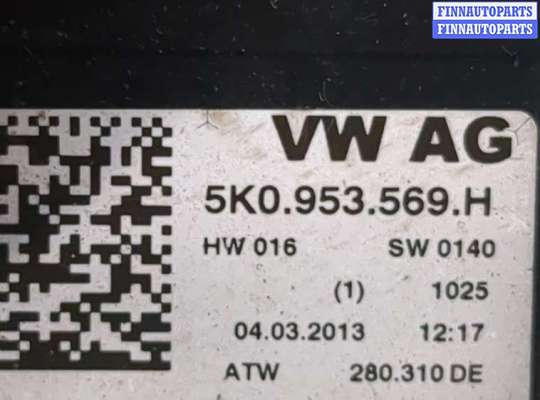 FINNAUTOPARTS
FINNAUTOPARTS
VW AG
5K0.953.569.H
HW 016 SW 0140
(1) 1025
04.03.2013 12:17
ATW 280.310 DE